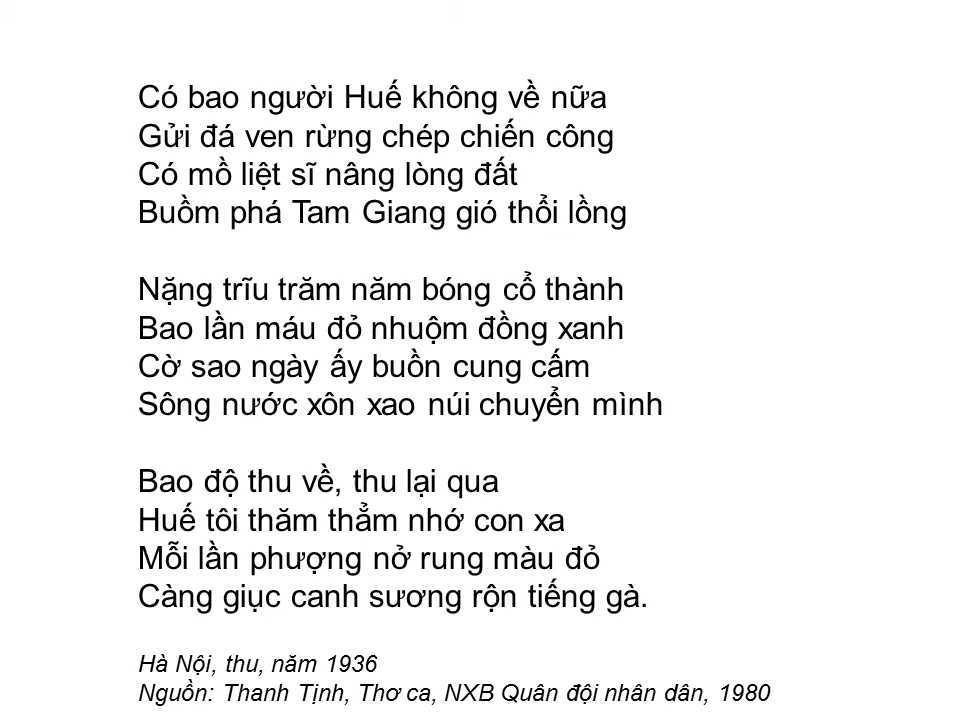 Có bao người Huế không về nữa
Gửi đá ven rừng chép chiến công
Có mồ liệt sĩ nâng lòng đất
Buồm phá Tam Giang gió thổi lồng
Nặng trĩu trăm năm bóng cổ thành
Bao lần máu đỏ nhuộm đồng xanh
Cờ sao ngày ấy buồn cung cấm
Sông nước xôn xao núi chuyển mình
Bao độ thu về, thu lại qua
Huế tôi thăm thẳm nhớ con xa
Mỗi lần phượng nở rung màu đỏ
Càng giục canh sương rộn tiếng gà.
Hà Nội, thu, năm 1936
Nguồn: Thanh Tịnh, Thơ ca, NXB Quân đội nhân dân, 1980